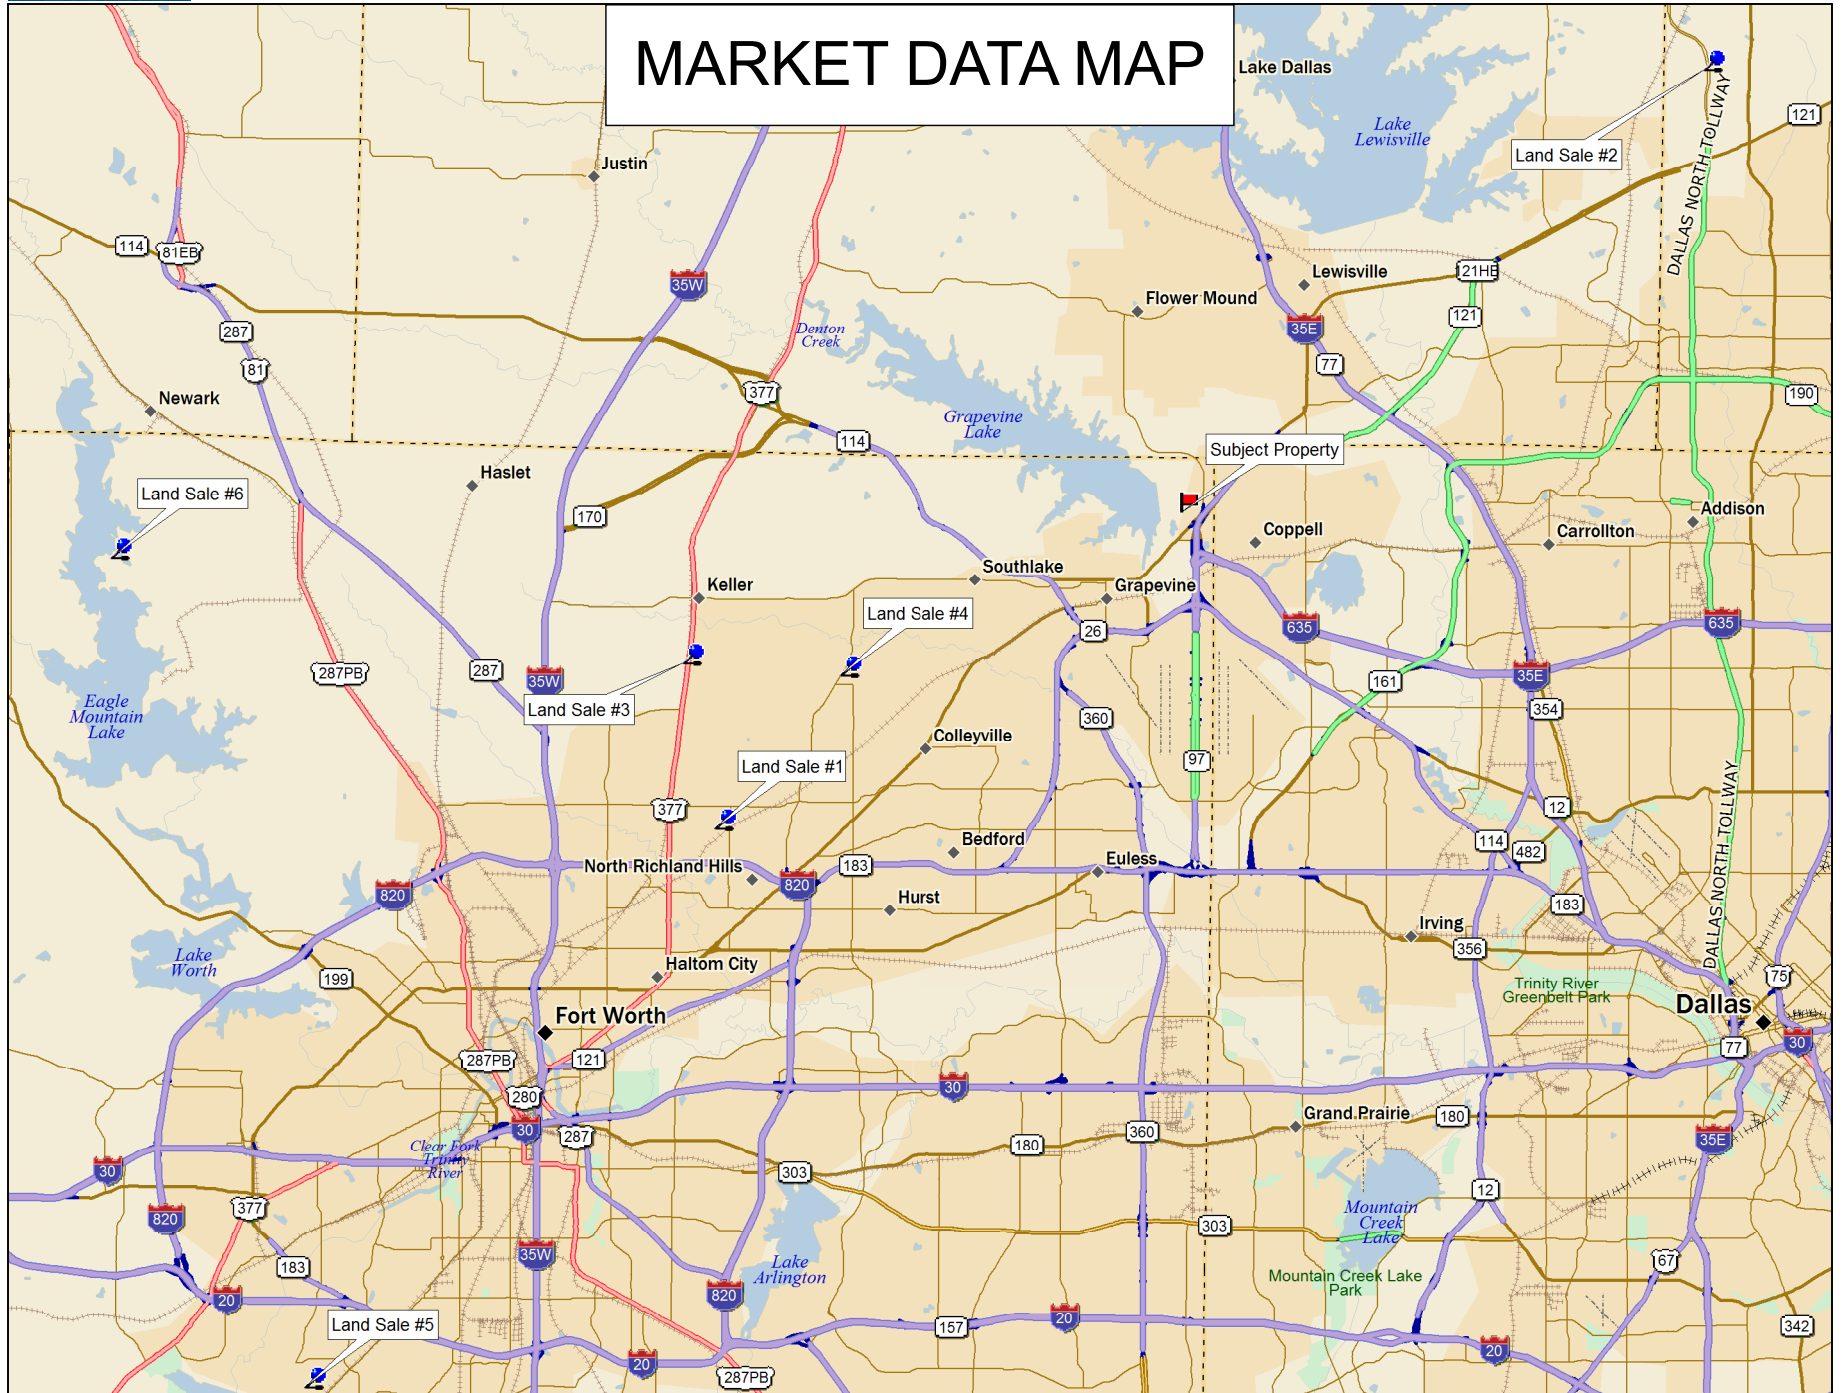 MARKET DATA MAP
Lake Dallas
Lake
Lewisville
121
Land Sale #2
DALLAS NORTH TOLLWAY
Justin
114
81EB
35W
Lewisville
121HB
Flower Mound
121
287
Denton
Creek
35E
77
81
377
190
Newark
Grapevine
Lake
114
Subject Property
Haslet
Land Sale #6
170
Coppell
Carrollton
Addison
Southlake
Keller
Grapevine
Land Sale #4
26
635
635
287PB
287
35W
161
35E
Eagle
Mountain
Lake
Land Sale #3
360
354
Colleyville
97
Land Sale #1
377
12
DALLAS NORTH TOLLWAY
Bedford
114
482
North Richland Hills
183
Euless
820
820
Hurst
183
Irving
356
Lake
Worth
Haltom City
199
75
Trinity River
Greenbelt Park
Dallas
Fort Worth
77
30
287PB
121
30
280
Grand Prairie
180
30
287
360
180
35E
Clear Fork
Trinity
River
30
303
12
377
820
Mountain
Creek
Lake
303
35W
67
183
Lake
Arlington
Mountain Creek Lake
Park
20
820
Land Sale #5
157
20
342
20
20
287PB